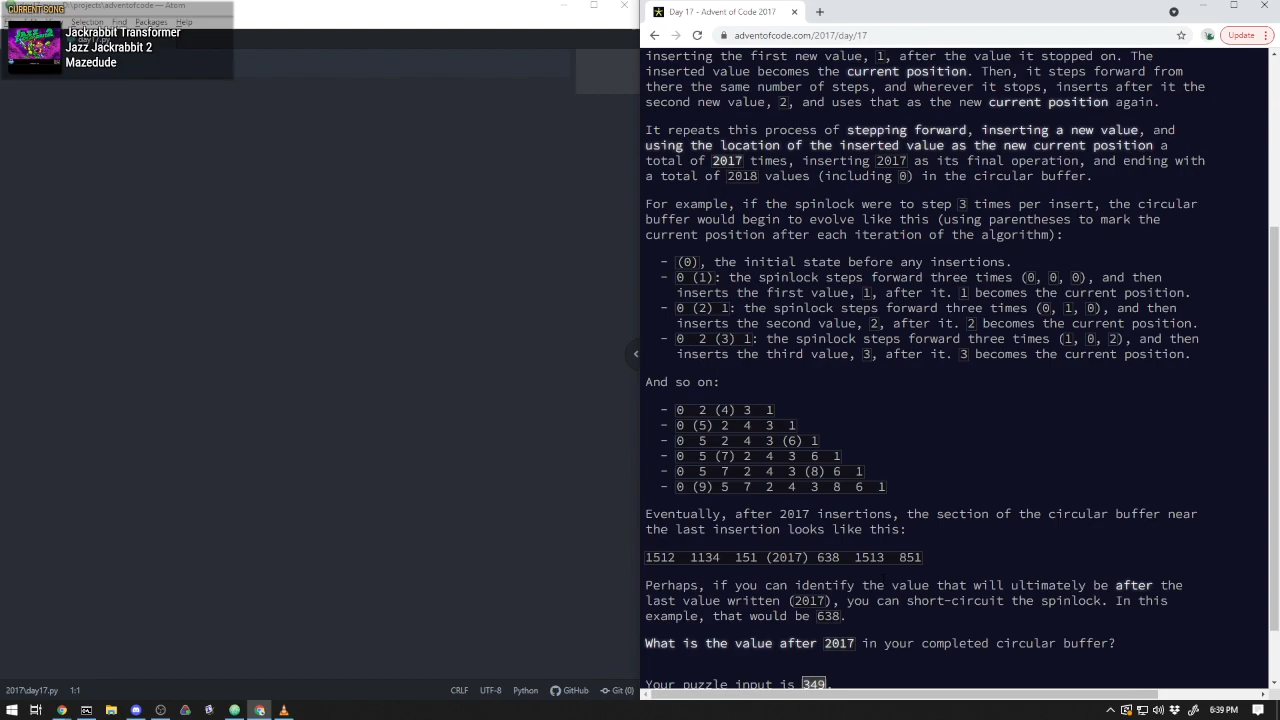 CURRENT SONG
\projects\adventofcode — Atom
Selection Find Packages
Jackrabbit Transformer
Jazz Jackrabbit 2
Mazedude
day17.py
Day 17 - Advent of Code 2017
adventofcode.com/2017/day/17
Update
inserting the first new value, 1, after the value it stopped on. The
inserted value becomes the current position. Then, it steps forward from
there the same number of steps, and wherever it stops, inserts after it the
second new value, 2, and uses that as the new current position again.
It repeats this process of stepping forward, inserting a new value, and
using the location of the inserted value as the new current position a
total of 2017 times, inserting 2017 as its final operation, and ending with
a total of 2018 values (including 0) in the circular buffer.
For example, if the spinlock were to step 3 times per insert, the circular
buffer would begin to evolve like this (using parentheses to mark the
current position after each iteration of the algorithm):
- (0), the initial state before any insertions.
- 0 (1): the spinlock steps forward three times (0, 0, 0), and then
inserts the first value, 1, after it. 1 becomes the current position.
- 0 (2) 1: the spinlock steps forward three times (0, 1, 0), and then
inserts the second value, 2, after it. 2 becomes the current position.
- 0 2 (3) 1: the spinlock steps forward three times (1, 0, 2), and then
inserts the third value, 3, after it. 3 becomes the current position.
And so on:
- 0 2 (4) 3 1
- 0 (5) 2 4 3 1
- 0 5 2 4 3 (6) 1
- 0 5 (7) 2 4 3 6 1
- 0 5 7 2 4 3 (8) 6 1
- 0 (9) 5 7 2 4 3 8 6 1
Eventually, after 2017 insertions, the section of the circular buffer near
the last insertion looks like this:
1512 1134 151 (2017) 638 1513 851
Perhaps, if you can identify the value that will ultimately be after the
last value written (2017), you can short-circuit the spinlock. In this
example, that would be 638.
What is the value after 2017 in your completed circular buffer?
Your puzzle input is 349.
2017\day17.py 1:1 CRLF UTF-8 Python GitHub Git (0)
6:39 PM